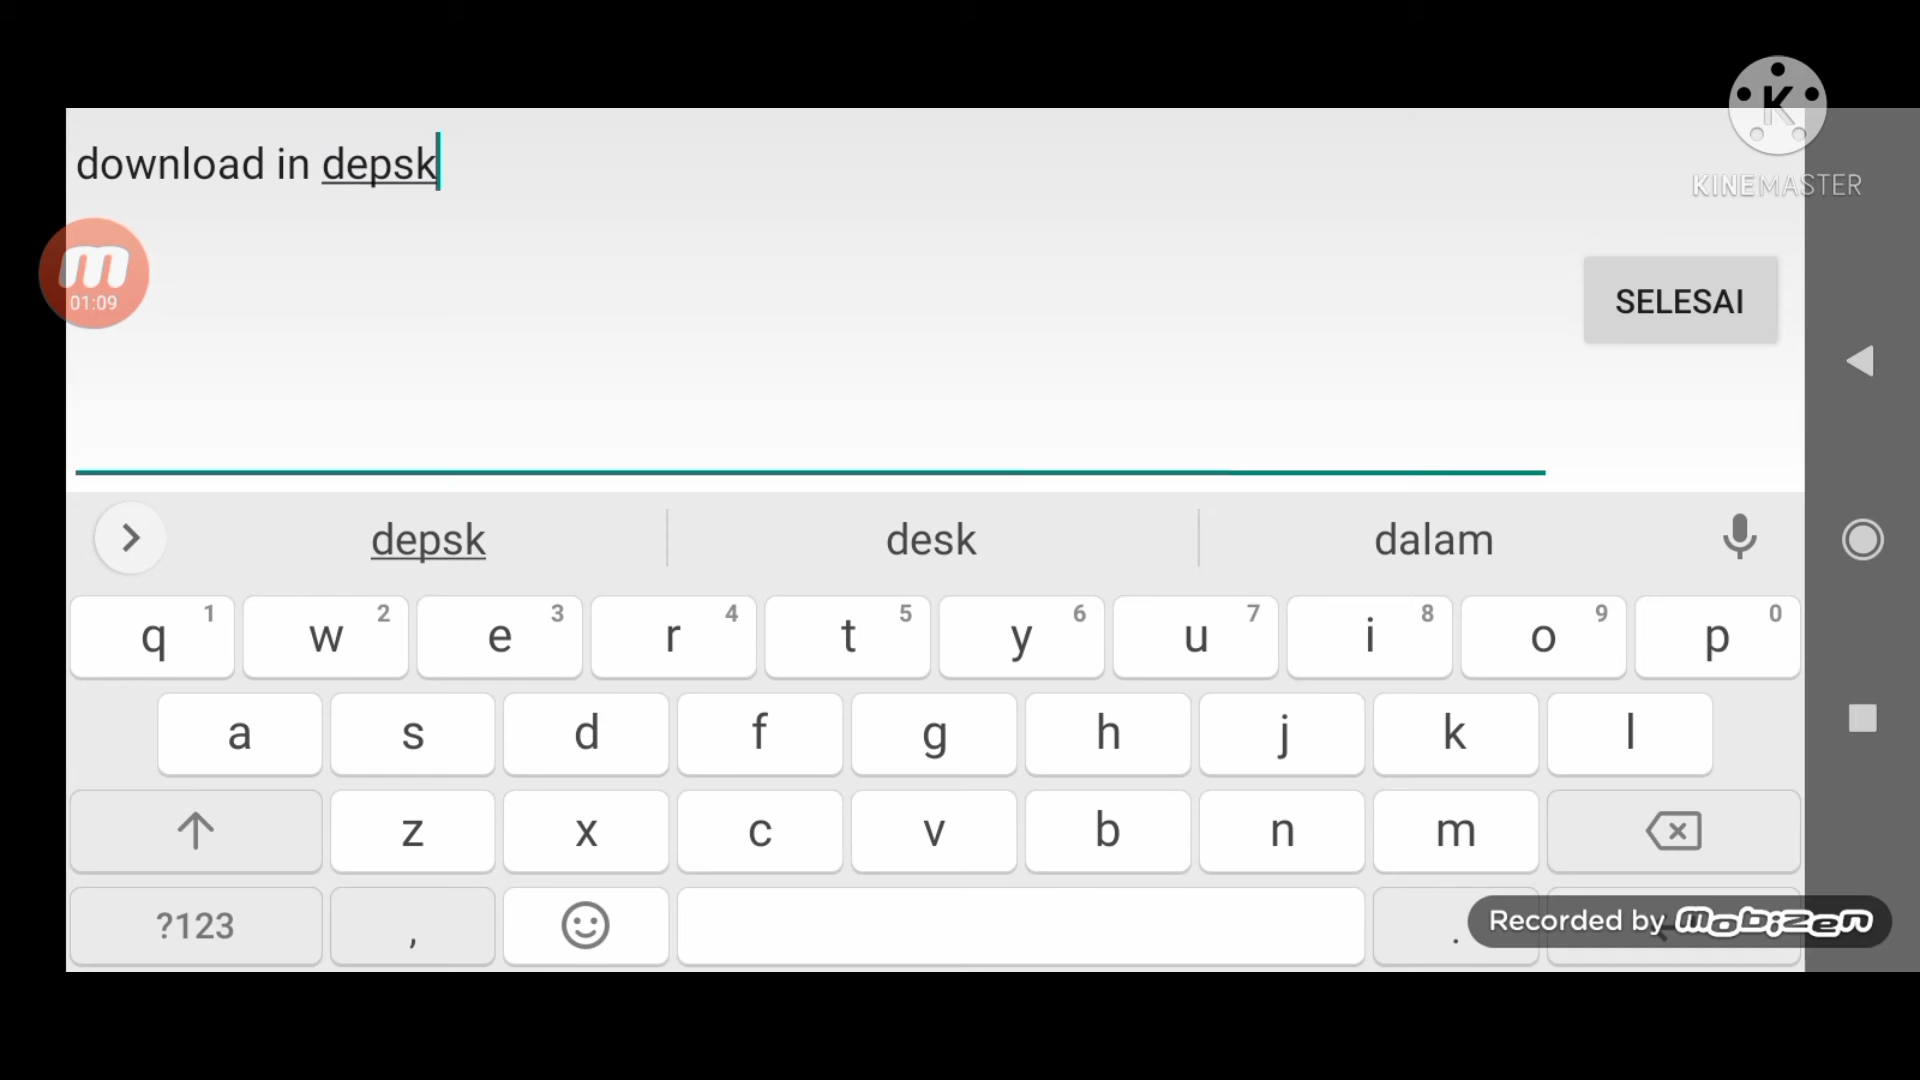 download in depsk
K
KINEMASTER
m
01:09
SELESAI
depsk desk dalam
q 1 w 2 e 3 r 4 t 5 y 6 u 7 i 8 o 9 p 0
a s d f g h j k l
z x c v b n m
?123 , .
Recorded by mobizen